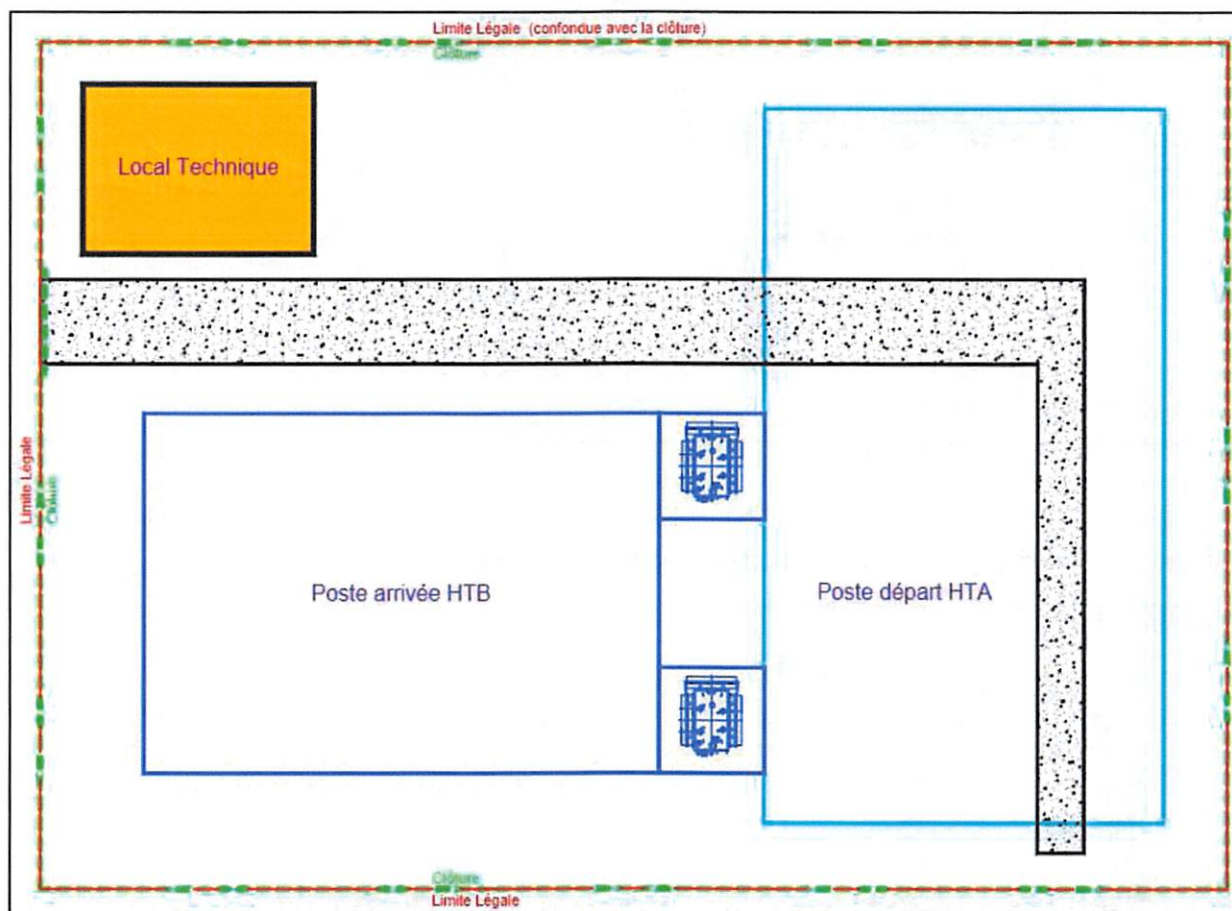 Limite Légale (confondue avec la clôture)
Clôture
Local Technique
Limite Légale
Clôture
Poste arrivée HTB
Poste départ HTA
Clôture
Limite Légale